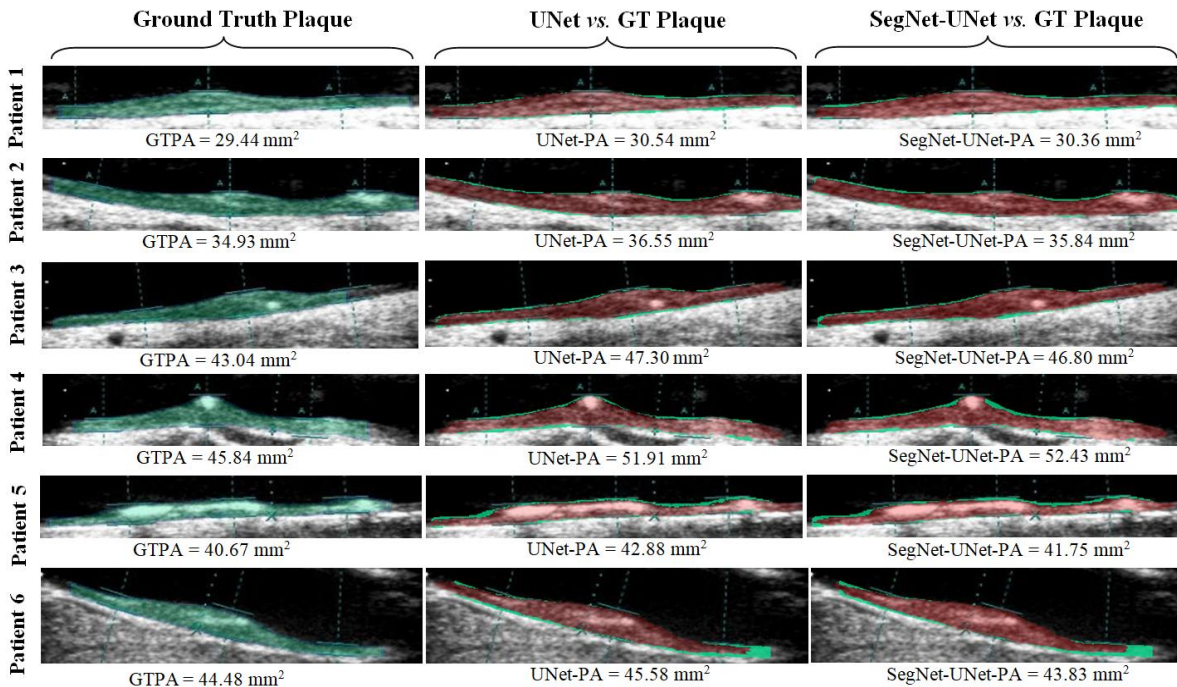 Ground Truth Plaque UNet vs. GT Plaque SegNet-UNet vs. GT Plaque
Patient 1
A A A A A
GTPA = 29.44 mm² UNet-PA = 30.54 mm² SegNet-UNet-PA = 30.36 mm²
Patient 2
A A A A A A A A A
GTPA = 34.93 mm² UNet-PA = 36.55 mm² SegNet-UNet-PA = 35.84 mm²
Patient 3
GTPA = 43.04 mm² UNet-PA = 47.30 mm² SegNet-UNet-PA = 46.80 mm²
Patient 4
A A A A A A
GTPA = 45.84 mm² UNet-PA = 51.91 mm² SegNet-UNet-PA = 52.43 mm²
Patient 5
GTPA = 40.67 mm² UNet-PA = 42.88 mm² SegNet-UNet-PA = 41.75 mm²
Patient 6
GTPA = 44.48 mm² UNet-PA = 45.58 mm² SegNet-UNet-PA = 43.83 mm²